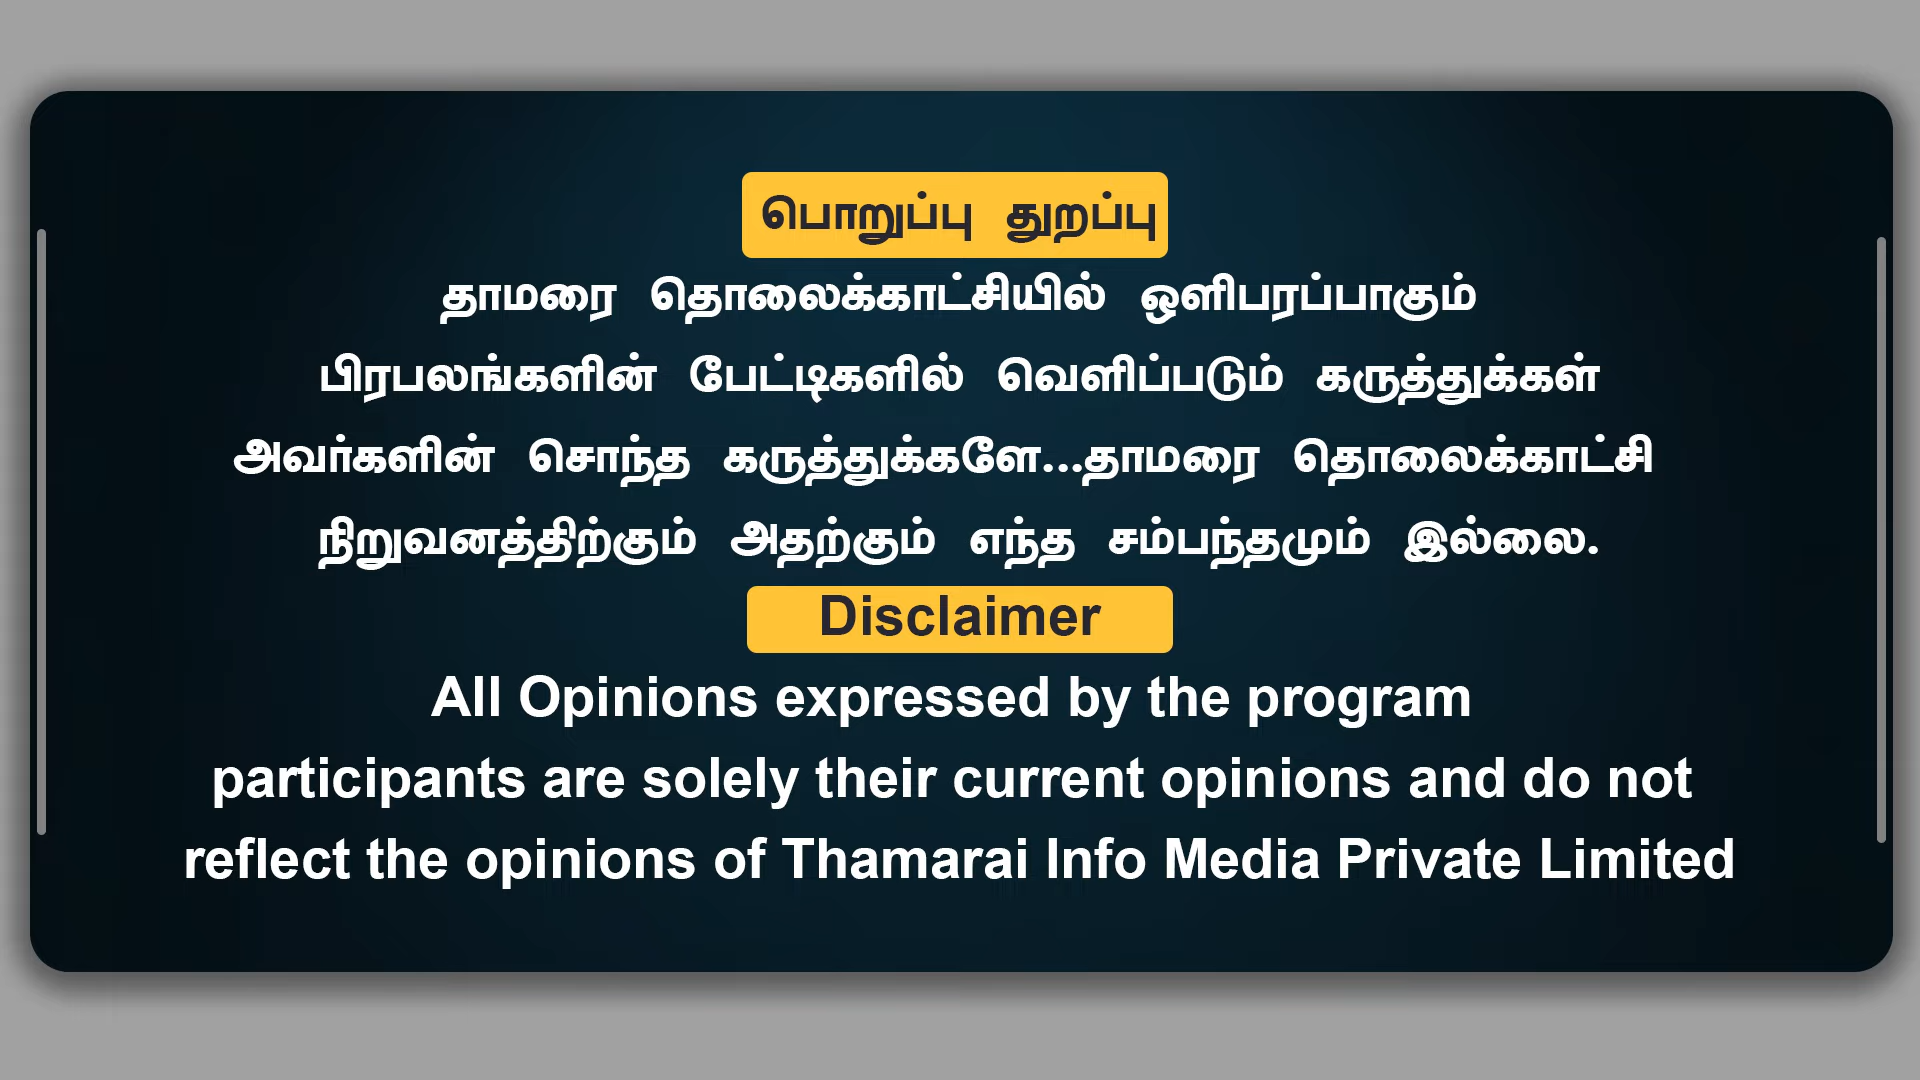 பொறுப்பு துறப்பு
தாமரை தொலைக்காட்சியில் ஒளிபரப்பாகும்
பிரபலங்களின் பேட்டிகளில் வெளிப்படும் கருத்துக்கள்
அவர்களின் சொந்த கருத்துக்களே...தாமரை தொலைக்காட்சி
நிறுவனத்திற்கும் அதற்கும் எந்த சம்பந்தமும் இல்லை.
Disclaimer
All Opinions expressed by the program
participants are solely their current opinions and do not
reflect the opinions of Thamarai Info Media Private Limited